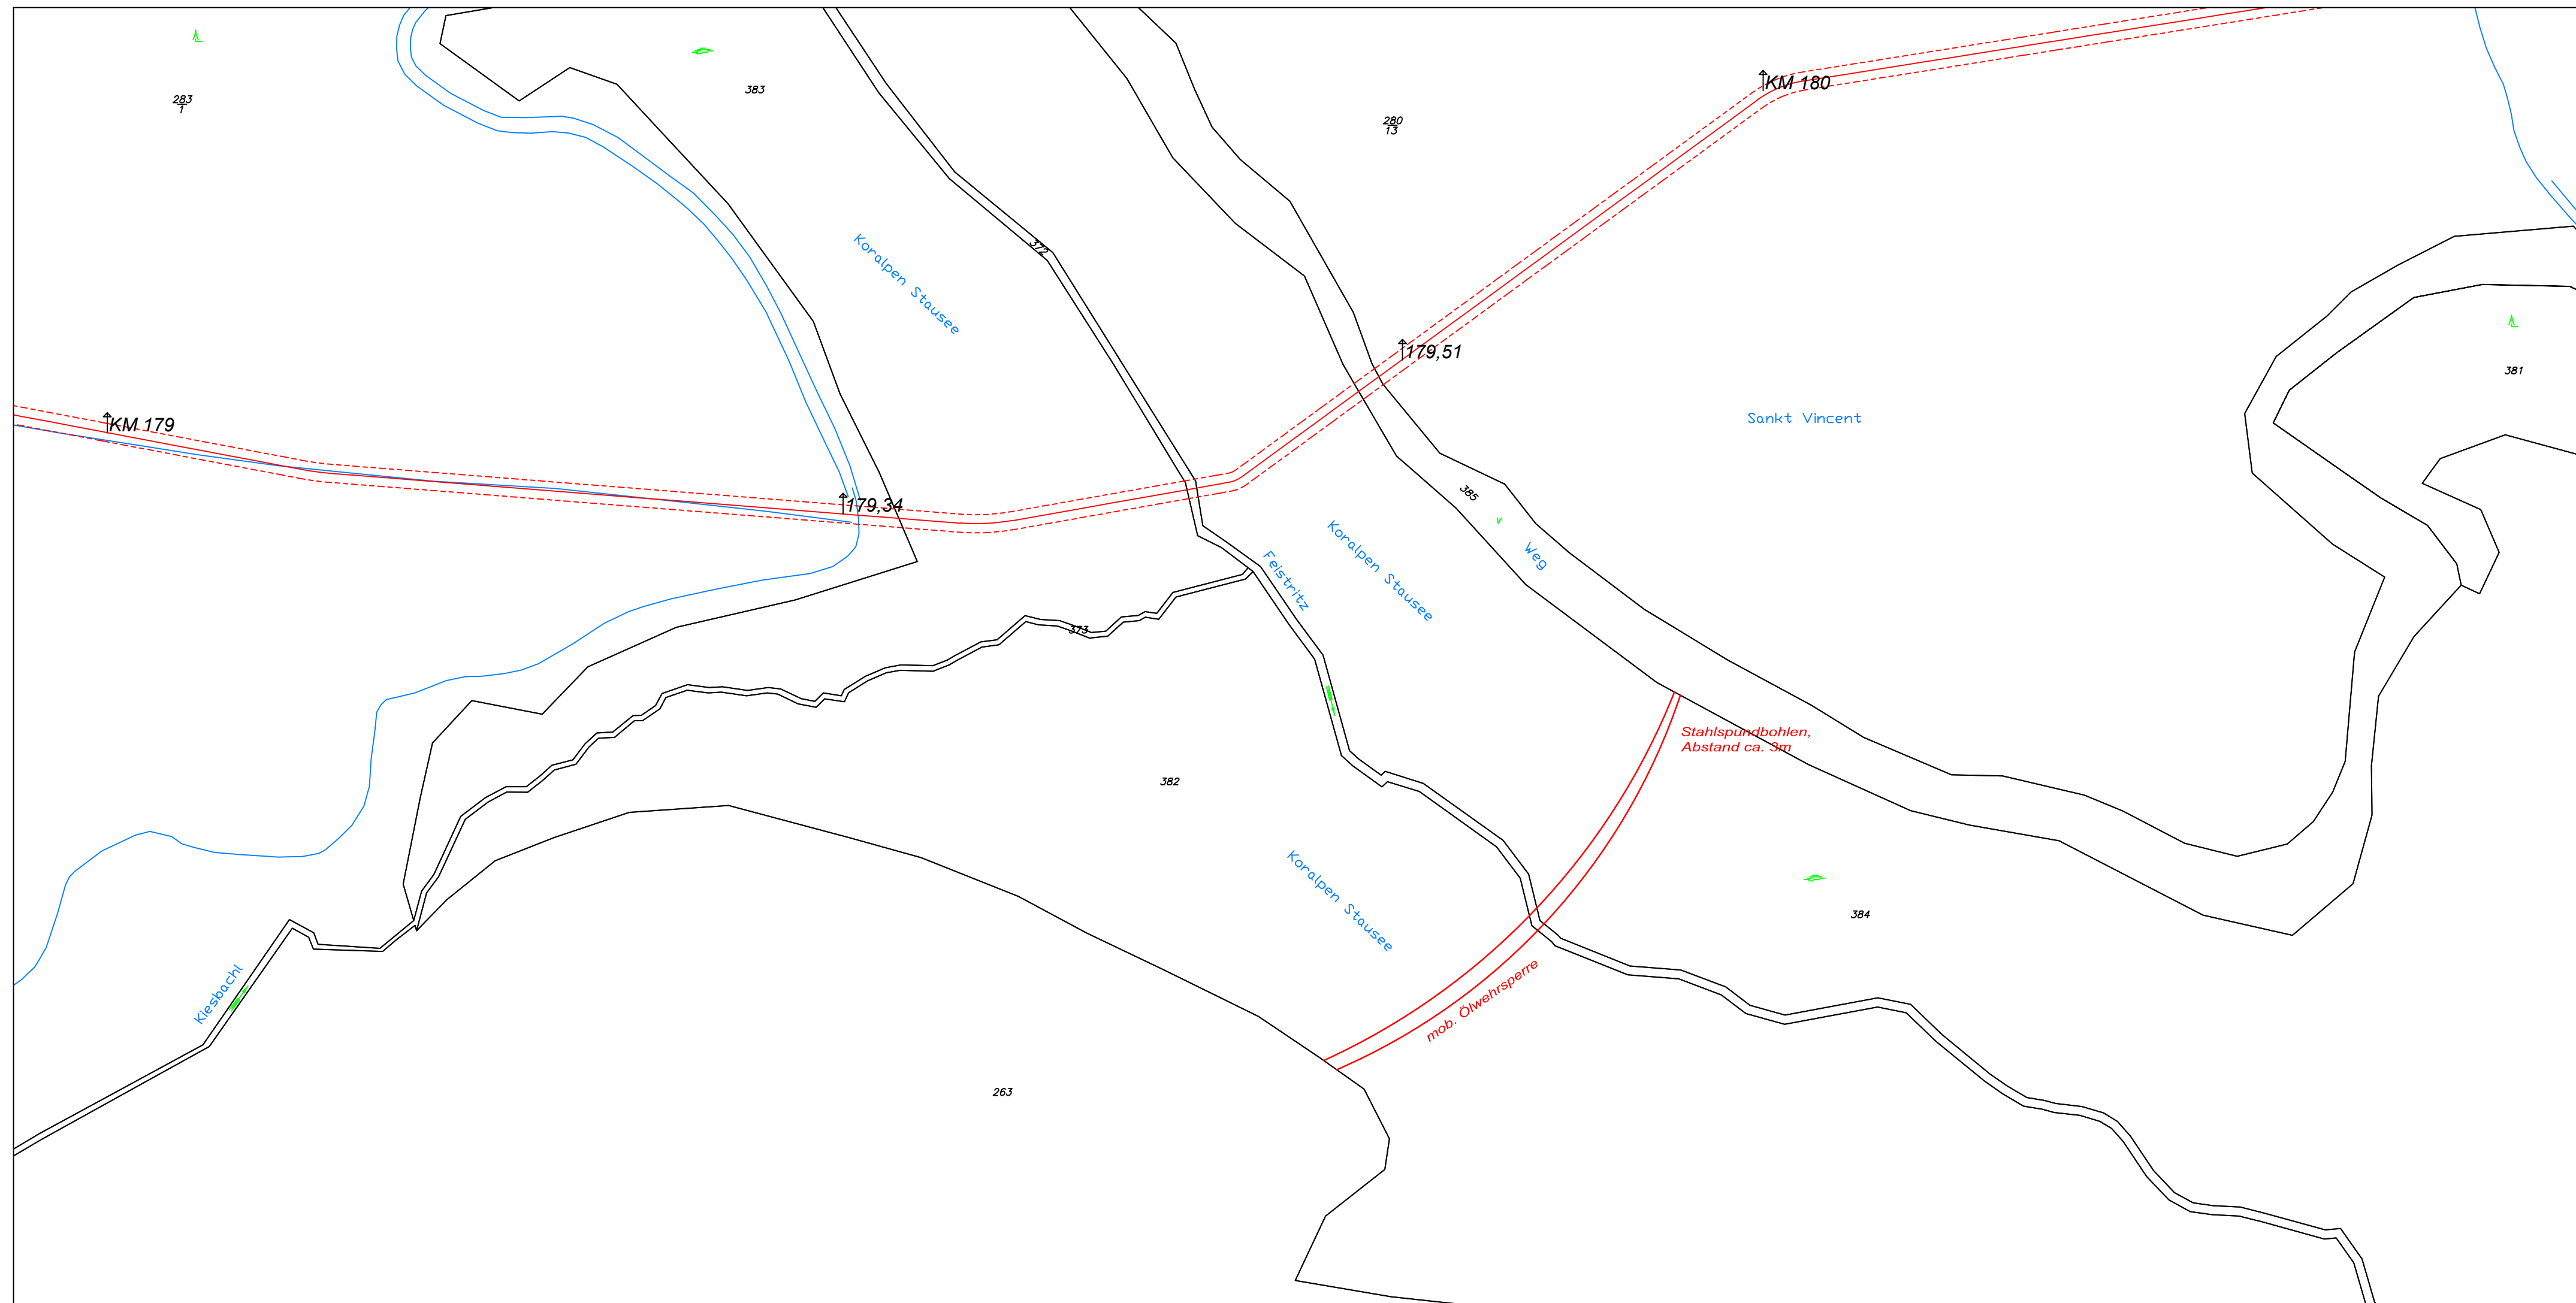 KM 180
383
283
1
280
13
372
Koralpen Stausee
179,51
381
Sankt Vincent
KM 179
179,34
385
Weg
Koralpen Stausee
Feistritz
373
Stahlspundbohlen,
Abstand ca. 3m
382
Koralpen Stausee
384
Kiesbachl
mob. Ölwehrsperre
263